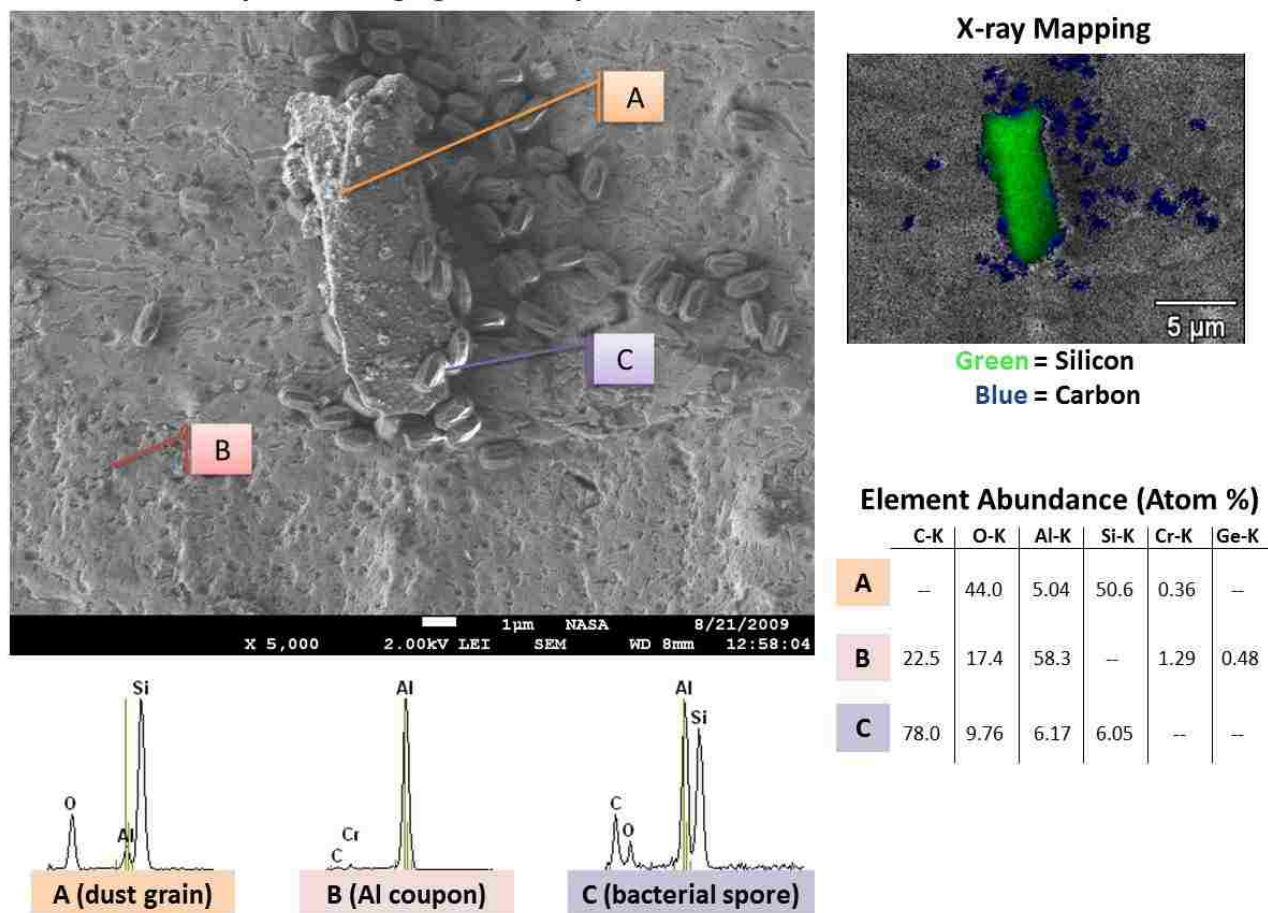 A
C
B
1µm NASA 8/21/2009
X 5,000 2.00kV LEI SEM WD 8mm 12:58:04
X-ray Mapping
5 µm
Green = Silicon
Blue = Carbon
Element Abundance (Atom %)
C-K O-K Al-K Si-K Cr-K Ge-K
A -- 44.0 5.04 50.6 0.36 --
B 22.5 17.4 58.3 -- 1.29 0.48
C 78.0 9.76 6.17 6.05 -- --
O Al Si
A (dust grain)
C Cr Al
B (Al coupon)
C O Al Si
C (bacterial spore)